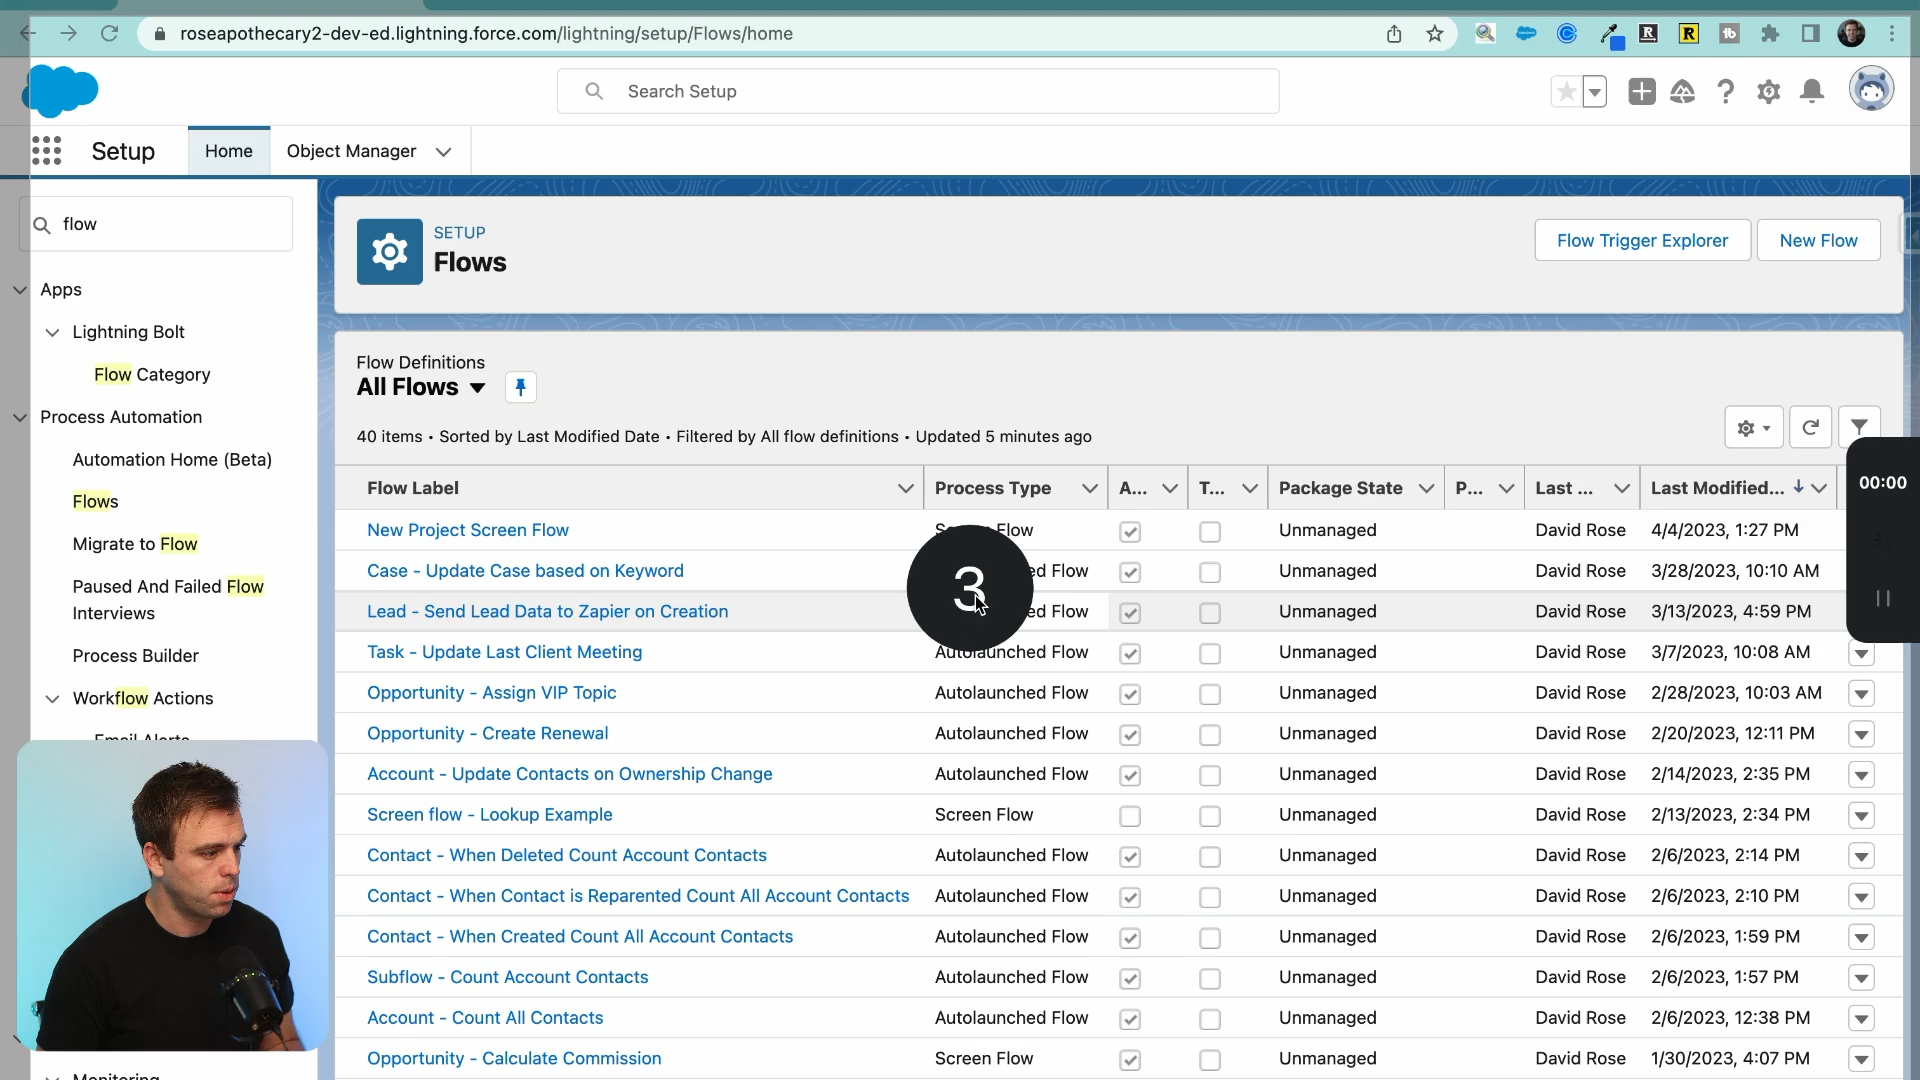 roseapothecary2-dev-ed.lightning.force.com/lightning/setup/Flows/home
Search Setup
Setup
Home
Object Manager
flow
Apps
Lightning Bolt
Flow Category
Process Automation
Automation Home (Beta)
Flows
Migrate to Flow
Paused And Failed Flow
Interviews
Process Builder
Workflow Actions
SETUP
Flows
Flow Trigger Explorer
New Flow
Flow Definitions
All Flows
40 items • Sorted by Last Modified Date • Filtered by All flow definitions • Updated 5 minutes ago
00:00
3
Flow Label Process Type A... T... Package State P... Last ... Last Modified...
New Project Screen Flow Flow Unmanaged David Rose 4/4/2023, 1:27 PM
Case - Update Case based on Keyword Flow Unmanaged David Rose 3/28/2023, 10:10 AM
Lead - Send Lead Data to Zapier on Creation Flow Unmanaged David Rose 3/13/2023, 4:59 PM
Task - Update Last Client Meeting Autolaunched Flow Unmanaged David Rose 3/7/2023, 10:08 AM
Opportunity - Assign VIP Topic Autolaunched Flow Unmanaged David Rose 2/28/2023, 10:03 AM
Opportunity - Create Renewal Autolaunched Flow Unmanaged David Rose 2/20/2023, 12:11 PM
Account - Update Contacts on Ownership Change Autolaunched Flow Unmanaged David Rose 2/14/2023, 2:35 PM
Screen flow - Lookup Example Screen Flow Unmanaged David Rose 2/13/2023, 2:34 PM
Contact - When Deleted Count Account Contacts Autolaunched Flow Unmanaged David Rose 2/6/2023, 2:14 PM
Contact - When Contact is Reparented Count All Account Contacts Autolaunched Flow Unmanaged David Rose 2/6/2023, 2:10 PM
Contact - When Created Count All Account Contacts Autolaunched Flow Unmanaged David Rose 2/6/2023, 1:59 PM
Subflow - Count Account Contacts Autolaunched Flow Unmanaged David Rose 2/6/2023, 1:57 PM
Account - Count All Contacts Autolaunched Flow Unmanaged David Rose 2/6/2023, 12:38 PM
Opportunity - Calculate Commission Screen Flow Unmanaged David Rose 1/30/2023, 4:07 PM